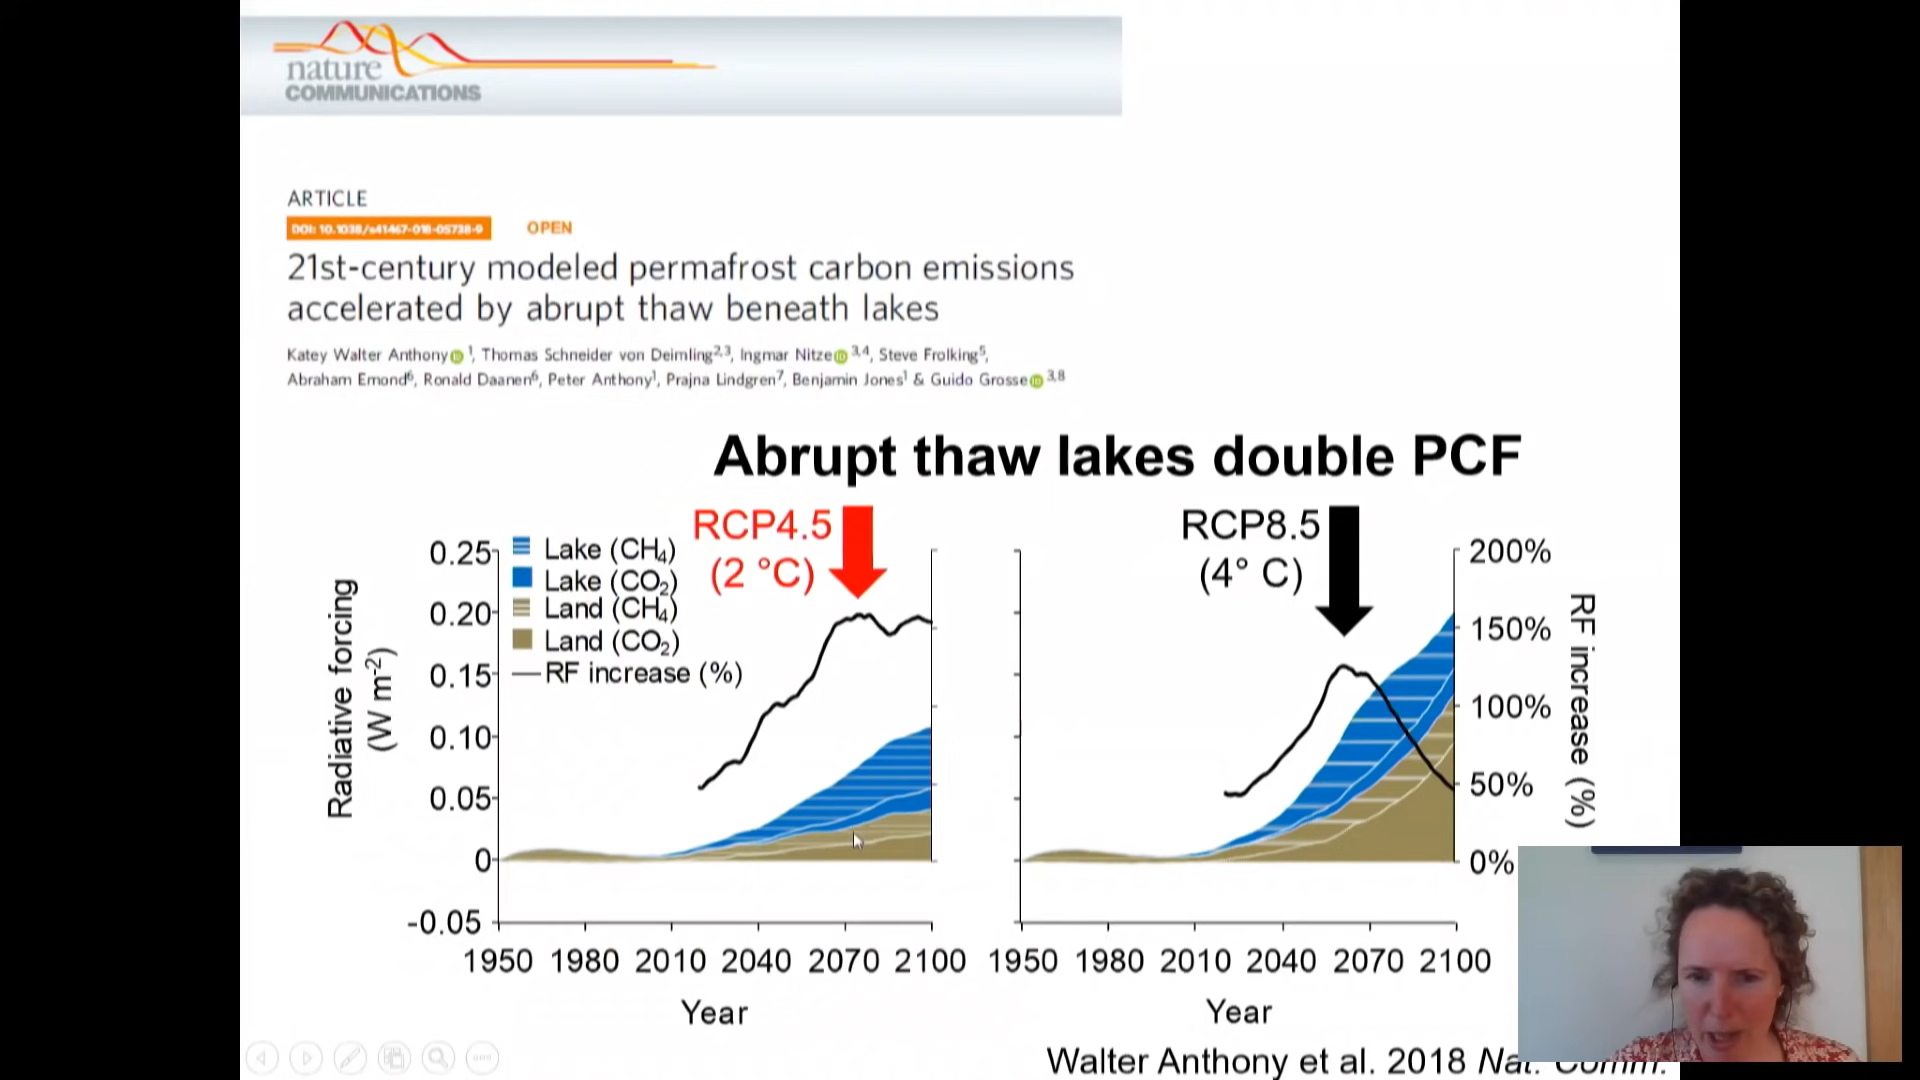 nature
COMMUNICATIONS
ARTICLE
DOI: 10.1038/s41467-018-05738-9
OPEN
21st-century modeled permafrost carbon emissions
accelerated by abrupt thaw beneath lakes
Katey Walter Anthony 1, Thomas Schneider von Deimling2,3, Ingmar Nitze 3,4, Steve Frolking5,
Abraham Emond6, Ronald Daanen6, Peter Anthony1, Prajna Lindgren7, Benjamin Jones1 & Guido Grosse 3,8
Abrupt thaw lakes double PCF
RCP4.5
(2 °C)
RCP8.5
(4° C)
Lake (CH4)
Lake (CO2)
Land (CH4)
Land (CO2)
RF increase (%)
Radiative forcing
(W m-2)
0.25
0.20
0.15
0.10
0.05
0
-0.05
200%
150%
100%
50%
0%
RF increase (%)
1950 1980 2010 2040 2070 2100
1950 1980 2010 2040 2070 2100
Year
Year
Walter Anthony et al. 2018 Nat. Comm.